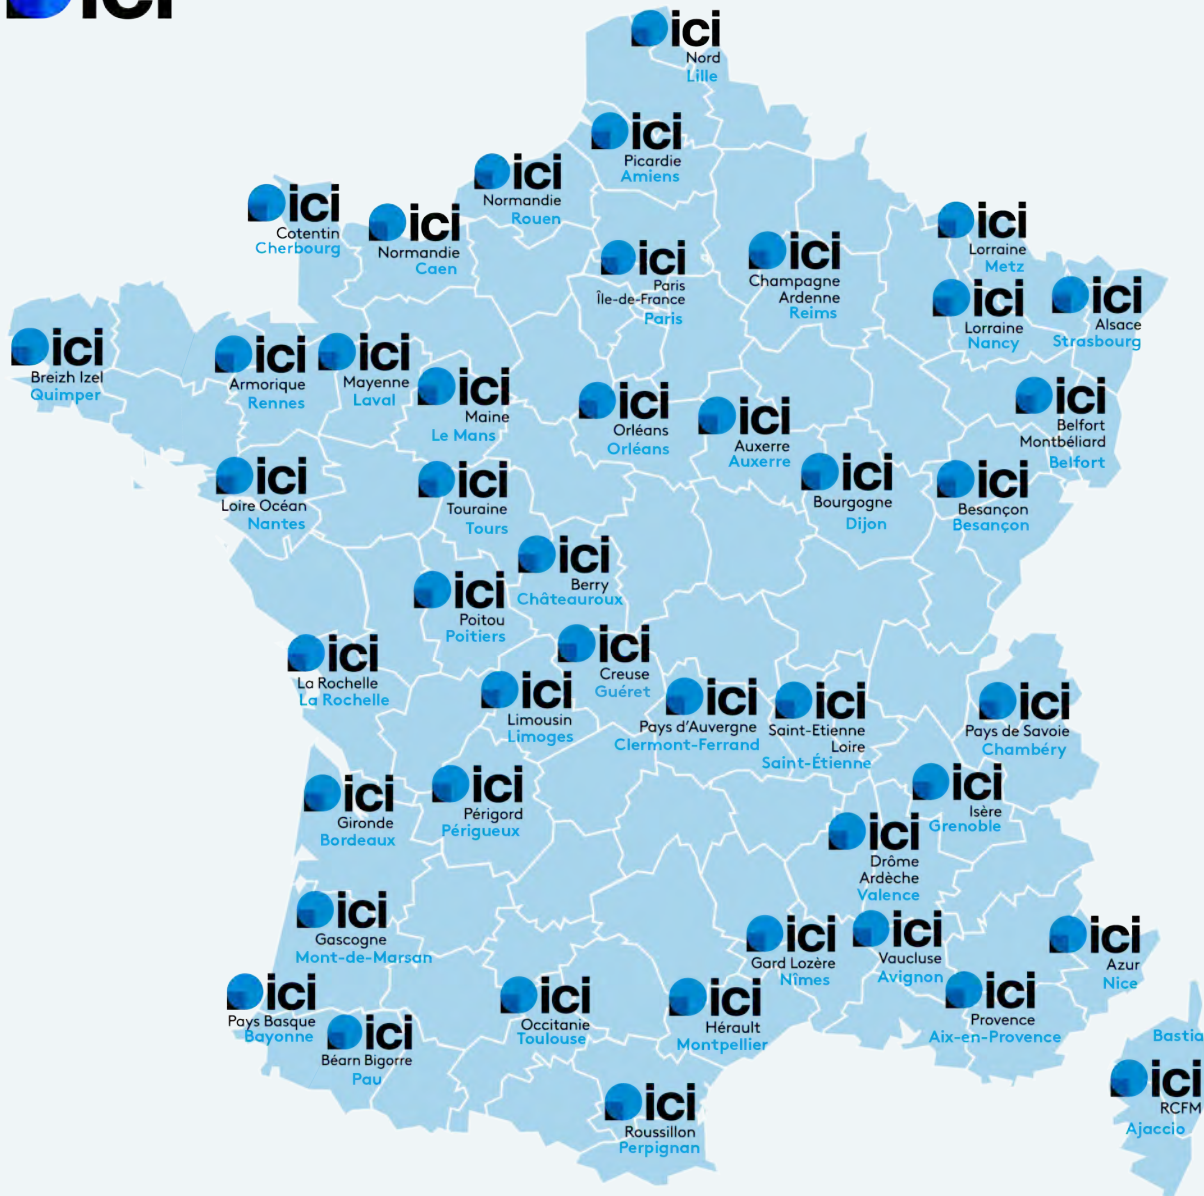 ici
ici
Nord
Lille
ici
Picardie
Amiens
ici
Normandie
Rouen
ici
Cotentin
Cherbourg
ici
Normandie
Caen
ici
Paris
Île-de-France
Paris
ici
Champagne
Ardenne
Reims
ici
Lorraine
Metz
ici
Lorraine
Nancy
ici
Alsace
Strasbourg
ici
Breizh Izel
Quimper
ici
Armorique
Rennes
ici
Mayenne
Laval
ici
Maine
Le Mans
ici
Orléans
Orléans
ici
Auxerre
Auxerre
ici
Belfort
Montbéliard
Belfort
ici
Bourgogne
Dijon
ici
Besançon
Besançon
ici
Loire Océan
Nantes
ici
Touraine
Tours
ici
Berry
Châteauroux
ici
Poitou
Poitiers
ici
La Rochelle
La Rochelle
ici
Creuse
Guéret
ici
Limousin
Limoges
ici
Pays d'Auvergne
Clermont-Ferrand
ici
Saint-Etienne
Loire
Saint-Étienne
ici
Pays de Savoie
Chambéry
ici
Isère
Grenoble
ici
Gironde
Bordeaux
ici
Périgord
Périgueux
ici
Drôme
Ardèche
Valence
ici
Gascogne
Mont-de-Marsan
ici
Gard Lozère
Nîmes
ici
Vaucluse
Avignon
ici
Azur
Nice
ici
Pays Basque
Bayonne
ici
Béarn Bigorre
Pau
ici
Occitanie
Toulouse
ici
Hérault
Montpellier
ici
Provence
Aix-en-Provence
Bastia
ici
RCFM
Ajaccio
ici
Roussillon
Perpignan